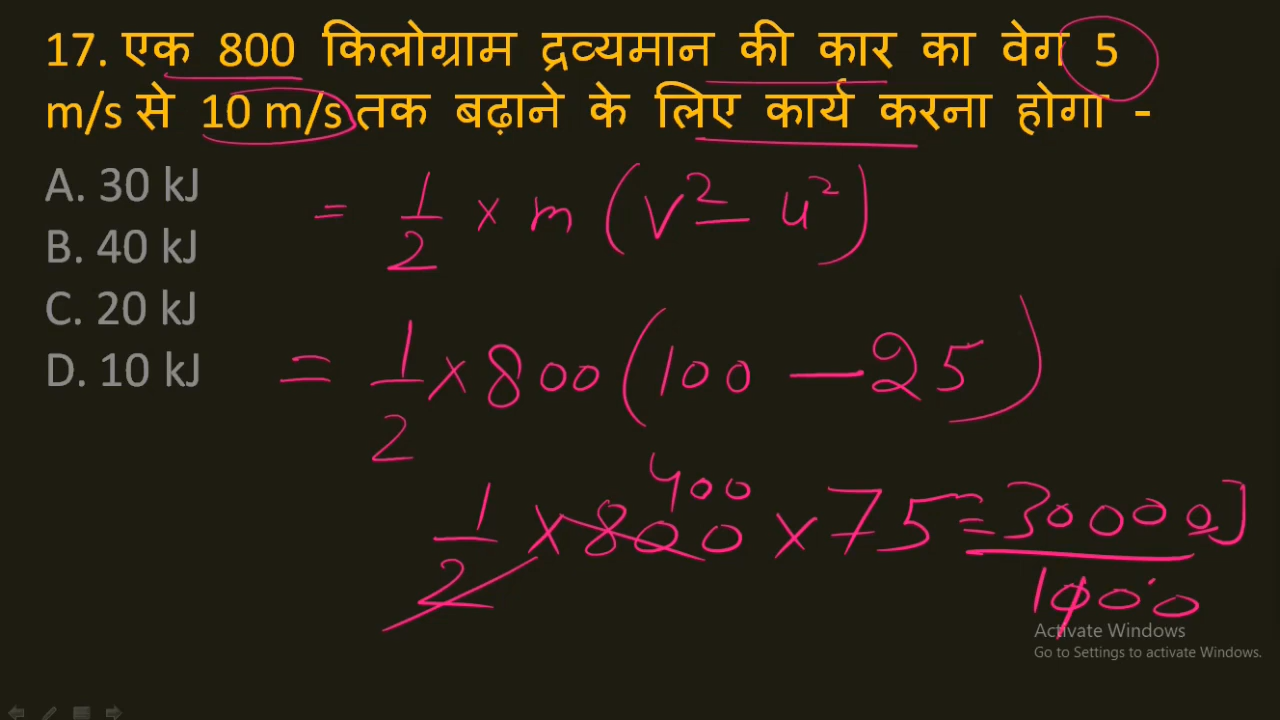 17. एक 800 किलोग्राम द्रव्यमान की कार का वेग 5
m/s से 10 m/s तक बढ़ाने के लिए कार्य करना होगा -
A. 30 kJ
B. 40 kJ
C. 20 kJ
D. 10 kJ
= 1/2 × m (v² - u²)
= 1/2 × 800 (100 - 25)
400
1/2 × 800 × 75 = 30000 J
1000
Activate Windows
Go to Settings to activate Windows.